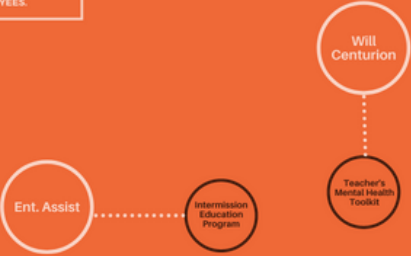 YEES.
Will
Centurion
Teacher's
Mental Health
Toolkit
Ent. Assist
Intermission
Education
Program